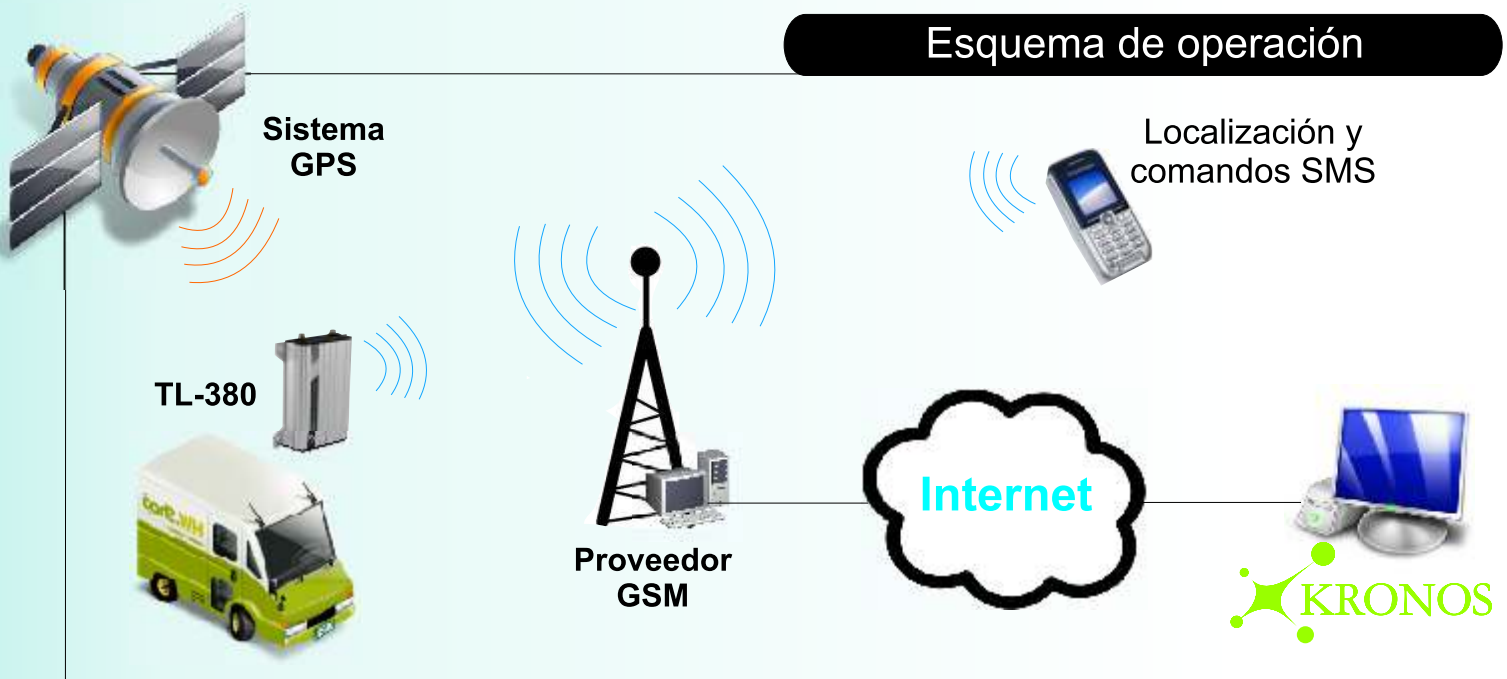 Esquema de operación
Sistema
GPS
Localización y
comandos SMS
TL-380
Internet
Proveedor
GSM
KRONOS